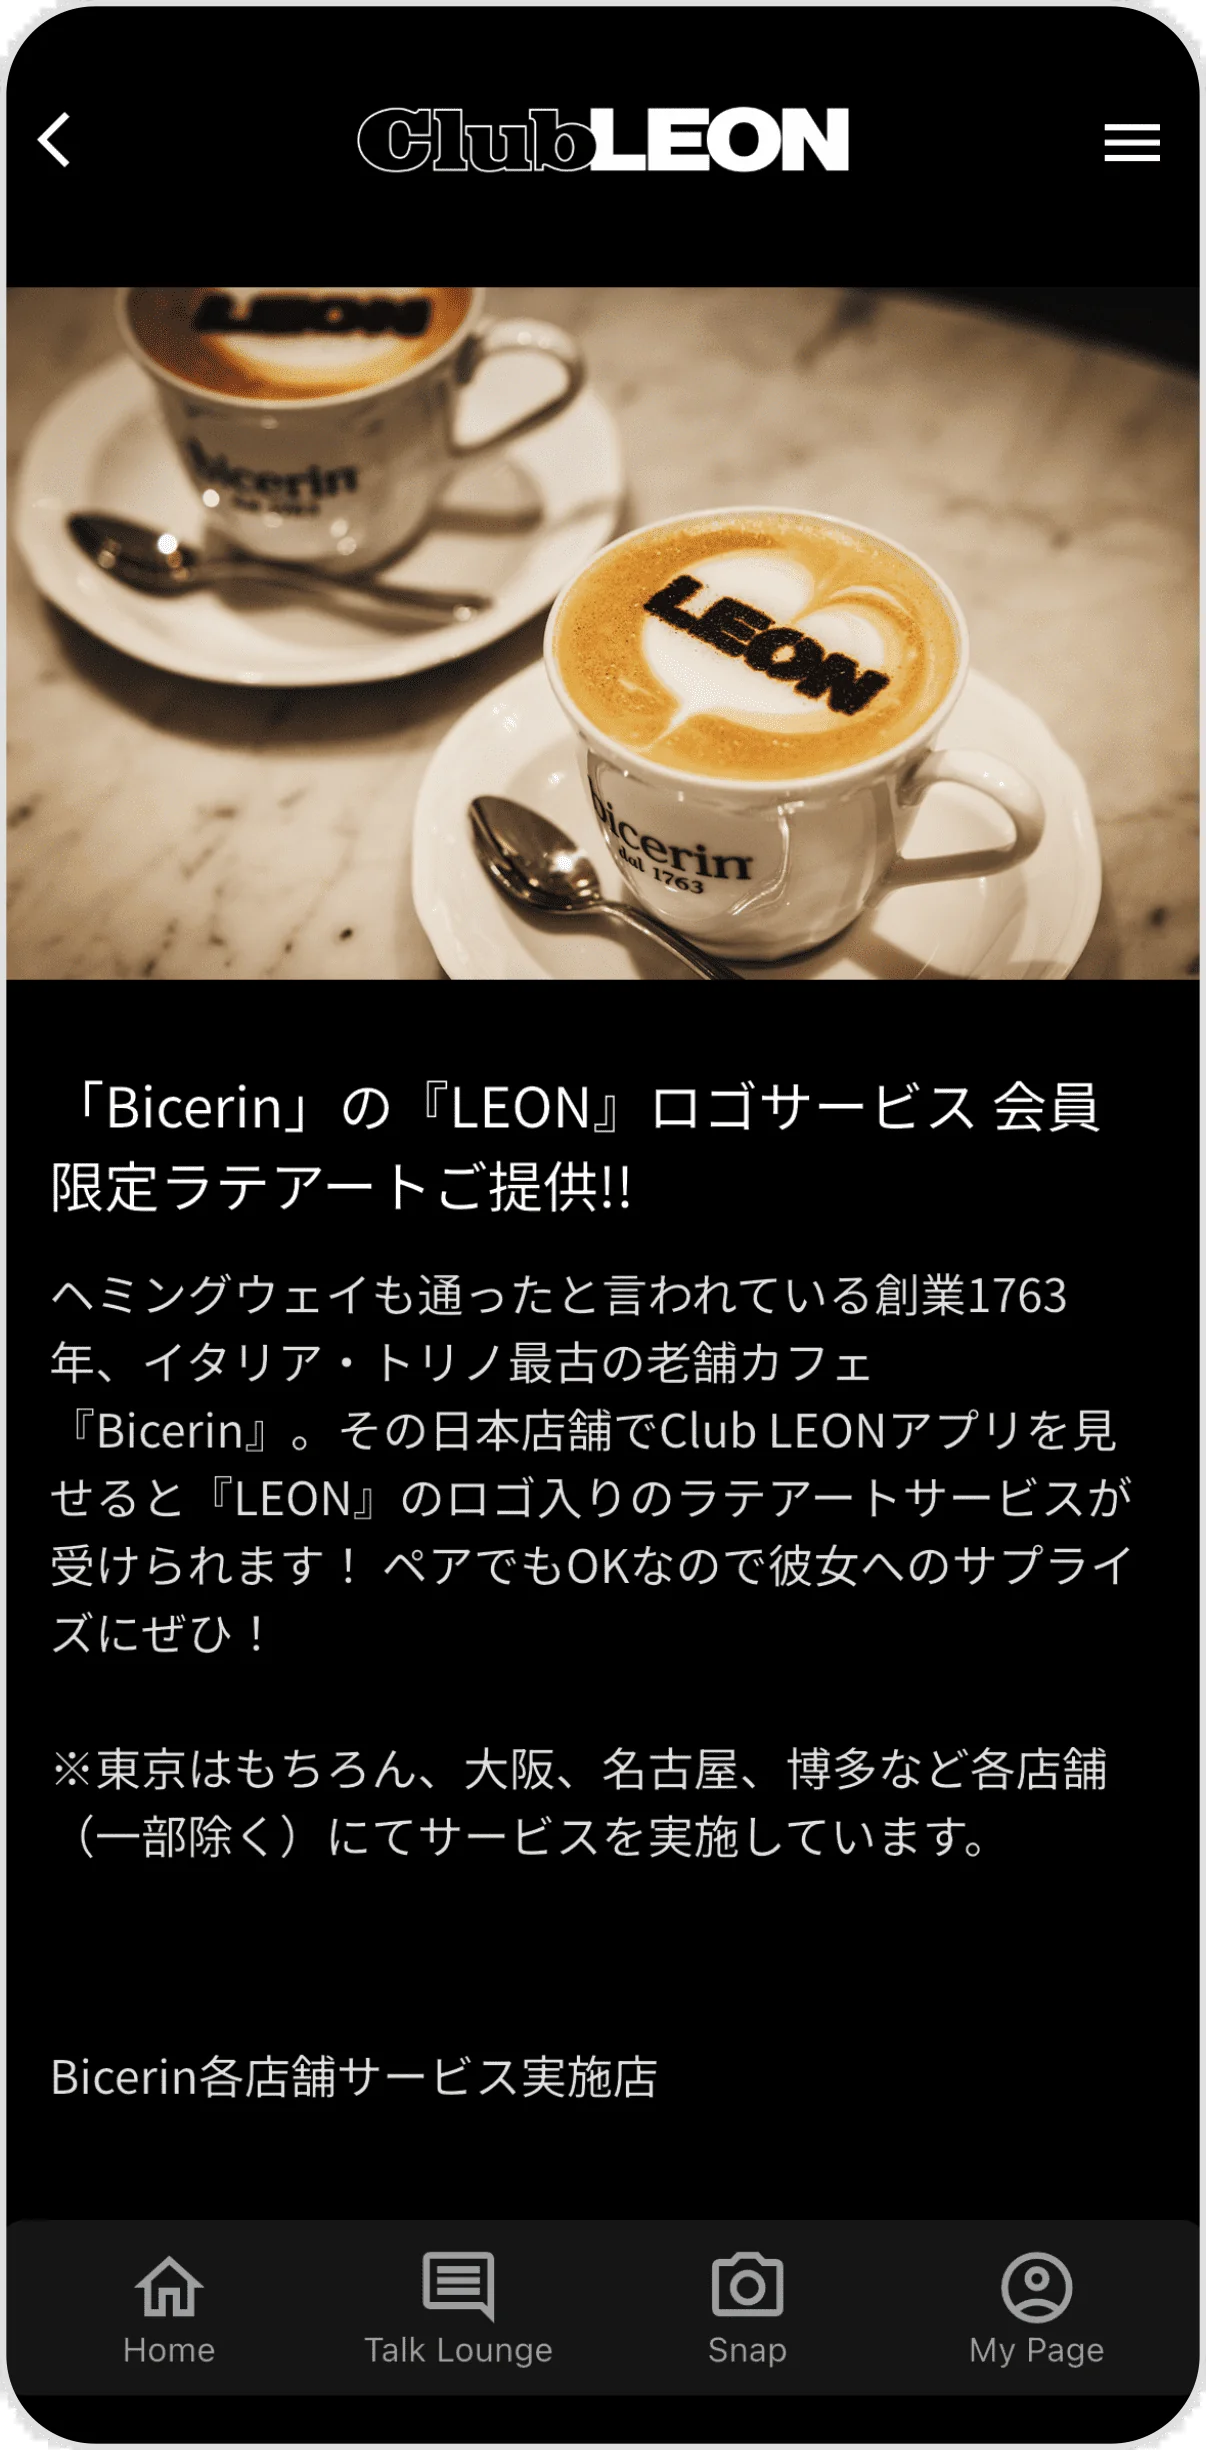 Club LEON
LEON
bicerin
LEON
bicerin
dal 1763
「Bicerin」の『LEON』ロゴサービス 会員
限定ラテアートご提供!!
ヘミングウェイも通ったと言われている創業1763
年、イタリア・トリノ最古の老舗カフェ
『Bicerin』。その日本店舗でClub LEONアプリを見
せると『LEON』のロゴ入りのラテアートサービスが
受けられます！ ペアでもOKなので彼女へのサプライ
ズにぜひ！
※東京はもちろん、大阪、名古屋、博多など各店舗
（一部除く）にてサービスを実施しています。
Bicerin各店舗サービス実施店
Home
Talk Lounge
Snap
My Page